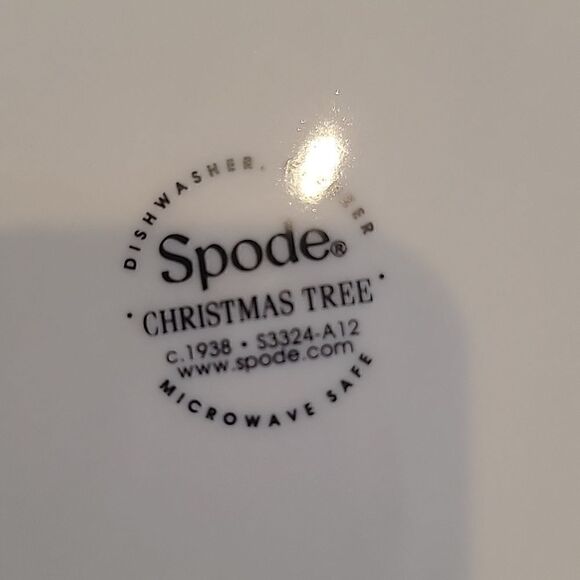 DISHWASHER,
Spode®
· CHRISTMAS TREE ·
c.1938 · S3324-A12
www.spode.com
MICROWAVE SAFE